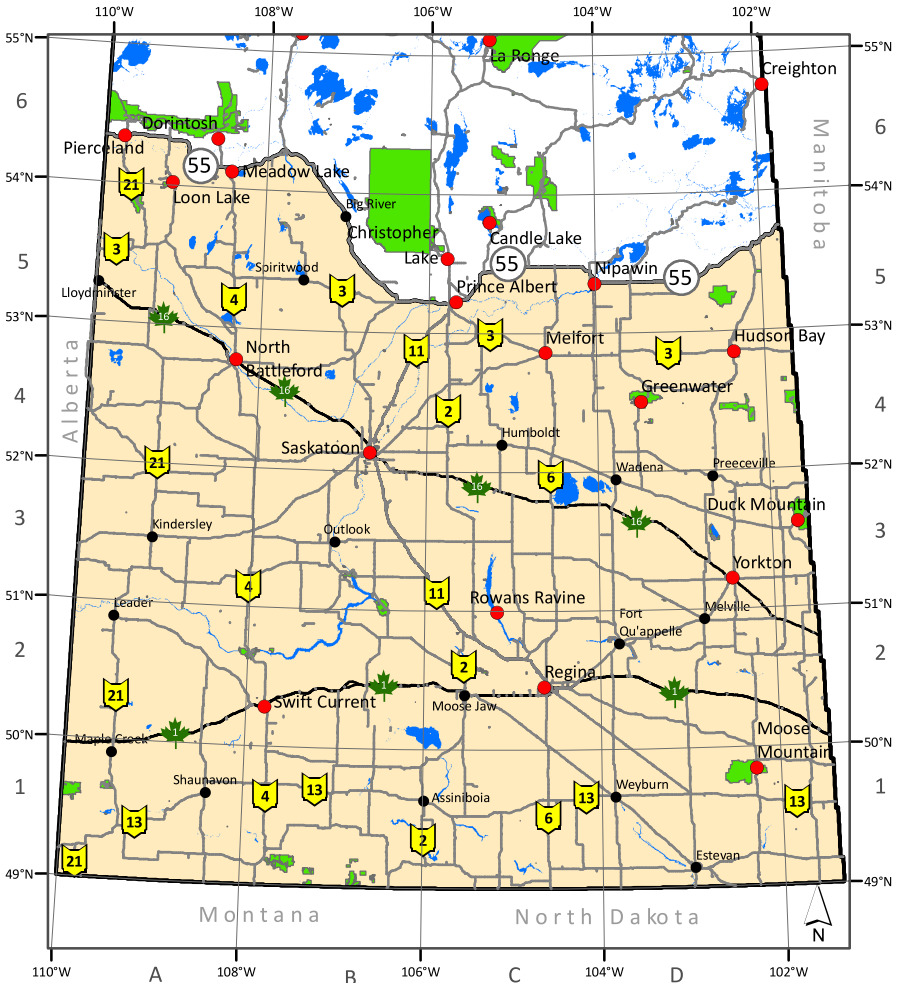 110°W 108°W 106°W 104°W 102°W
55°N 55°N
La Ronge
Creighton
6 6
Dorintosh
Pierceland
55
Meadow Lake
54°N 54°N
21
Loon Lake
Manitoba
Big River
Christopher
Lake
Candle Lake
3
5 5
55
Nipawin
55
Spiritwood
Lloydminster
4
3
Prince Albert
16
53°N 53°N
11
3
Melfort
3
Hudson Bay
North
Battleford
Alberta
16
Greenwater
4 4
2
Humboldt
Saskatoon
52°N 52°N
21
6
Wadena
Preeceville
16
Duck Mountain
16
3 3
Kindersley
Outlook
Yorkton
4
11
51°N 51°N
Leader
Rowans Ravine
Melville
Fort
Qu'appelle
2 2
2
Regina
21
1
1
Swift Current
Moose Jaw
1
Maple Creek
Moose
Mountain
50°N 50°N
Shaunavon
4
13
Assiniboia
13
Weyburn
13
1 1
13
6
2
21
Estevan
49°N 49°N
Montana
North Dakota
N
110°W 108°W 106°W 104°W 102°W
A B C D